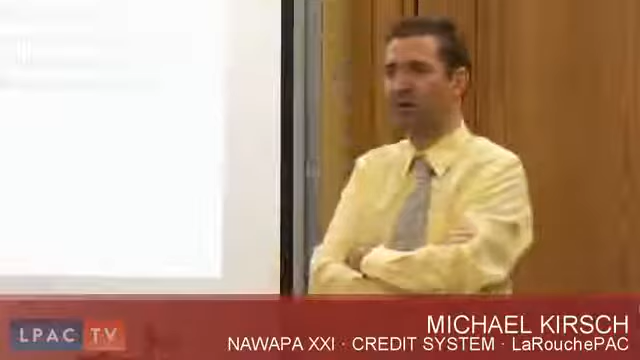 MICHAEL KIRSCH
LPAC TV
NAWAPA XXI · CREDIT SYSTEM · LaRouchePAC